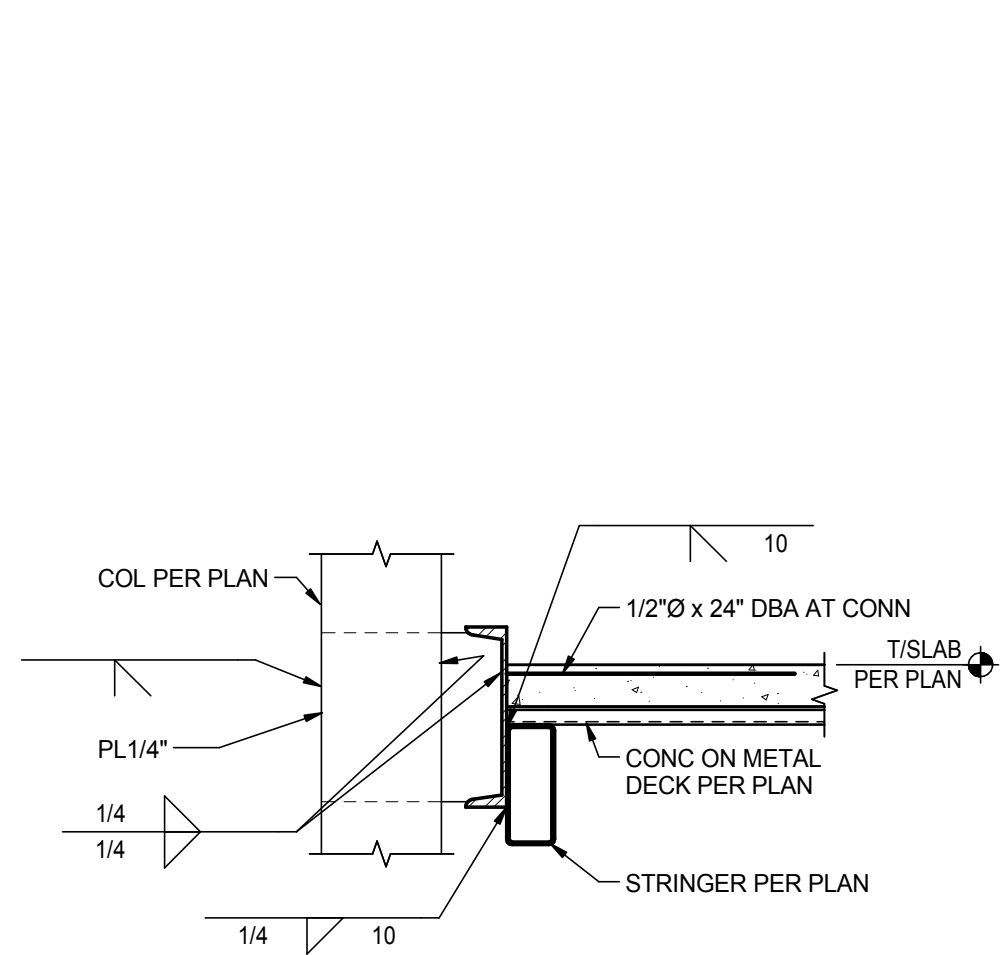 10
COL PER PLAN
1/2"Ø x 24" DBA AT CONN
T/SLAB
PER PLAN
PL1/4"
CONC ON METAL
DECK PER PLAN
1/4
1/4
STRINGER PER PLAN
1/4
10